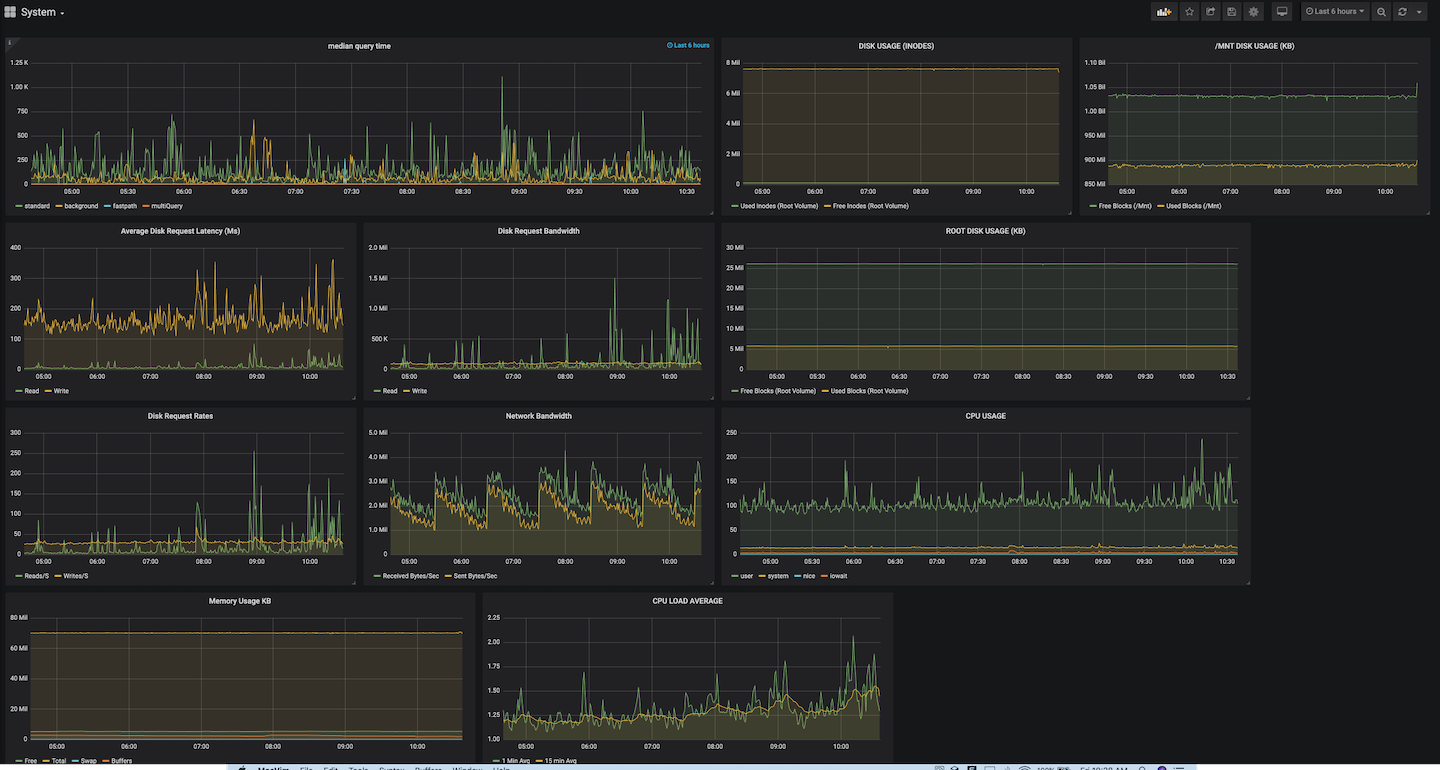 System
Last 6 hours
median query time
Last 6 hours
1.25 K
1.00 K
750
500
250
0
05:00 05:30 06:00 06:30 07:00 07:30 08:00 08:30 09:00 09:30 10:00 10:30
standard background fastpath multiQuery
DISK USAGE (INODES)
8 Mil
6 Mil
4 Mil
2 Mil
0
05:00 06:00 07:00 08:00 09:00 10:00
Used Inodes (Root Volume) Free Inodes (Root Volume)
/MNT DISK USAGE (KB)
1.10 Bil
1.05 Bil
1.00 Bil
950 Mil
900 Mil
850 Mil
05:00 06:00 07:00 08:00 09:00 10:00
Free Blocks (/Mnt) Used Blocks (/Mnt)
Average Disk Request Latency (Ms)
400
300
200
100
0
05:00 06:00 07:00 08:00 09:00 10:00
Read Write
Disk Request Bandwidth
2.0 Mil
1.5 Mil
1.0 Mil
500 K
0
05:00 06:00 07:00 08:00 09:00 10:00
Read Write
ROOT DISK USAGE (KB)
30 Mil
25 Mil
20 Mil
15 Mil
10 Mil
5 Mil
0
05:00 05:30 06:00 06:30 07:00 07:30 08:00 08:30 09:00 09:30 10:00 10:30
Free Blocks (Root Volume) Used Blocks (Root Volume)
Disk Request Rates
300
250
200
150
100
50
0
05:00 06:00 07:00 08:00 09:00 10:00
Reads/S Writes/S
Network Bandwidth
5.0 Mil
4.0 Mil
3.0 Mil
2.0 Mil
1.0 Mil
0
05:00 06:00 07:00 08:00 09:00 10:00
Received Bytes/Sec Sent Bytes/Sec
CPU USAGE
250
200
150
100
50
0
05:00 05:30 06:00 06:30 07:00 07:30 08:00 08:30 09:00 09:30 10:00 10:30
user system nice iowait
Memory Usage KB
80 Mil
60 Mil
40 Mil
20 Mil
0
05:00 06:00 07:00 08:00 09:00 10:00
Free Total Swap Buffers
CPU LOAD AVERAGE
2.25
2.00
1.75
1.50
1.25
1.00
05:00 06:00 07:00 08:00 09:00 10:00
1 Min Avg 15 min Avg
MacVim File Edit Tools Syntax Buffers Window Help
100% Fri 10:38 AM